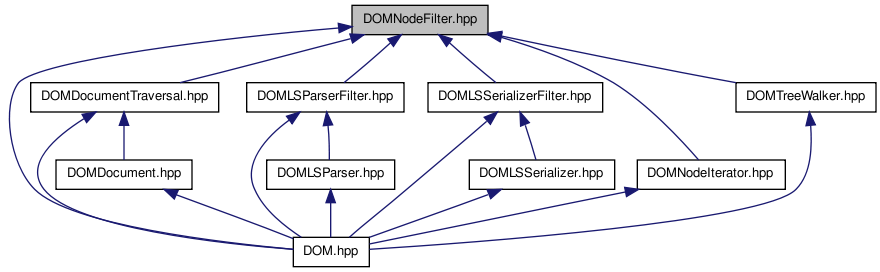 DOMNodeFilter.hpp
DOMDocumentTraversal.hpp
DOMLSParserFilter.hpp
DOMLSSerializerFilter.hpp
DOMTreeWalker.hpp
DOMDocument.hpp
DOMLSParser.hpp
DOMLSSerializer.hpp
DOMNodeIterator.hpp
DOM.hpp